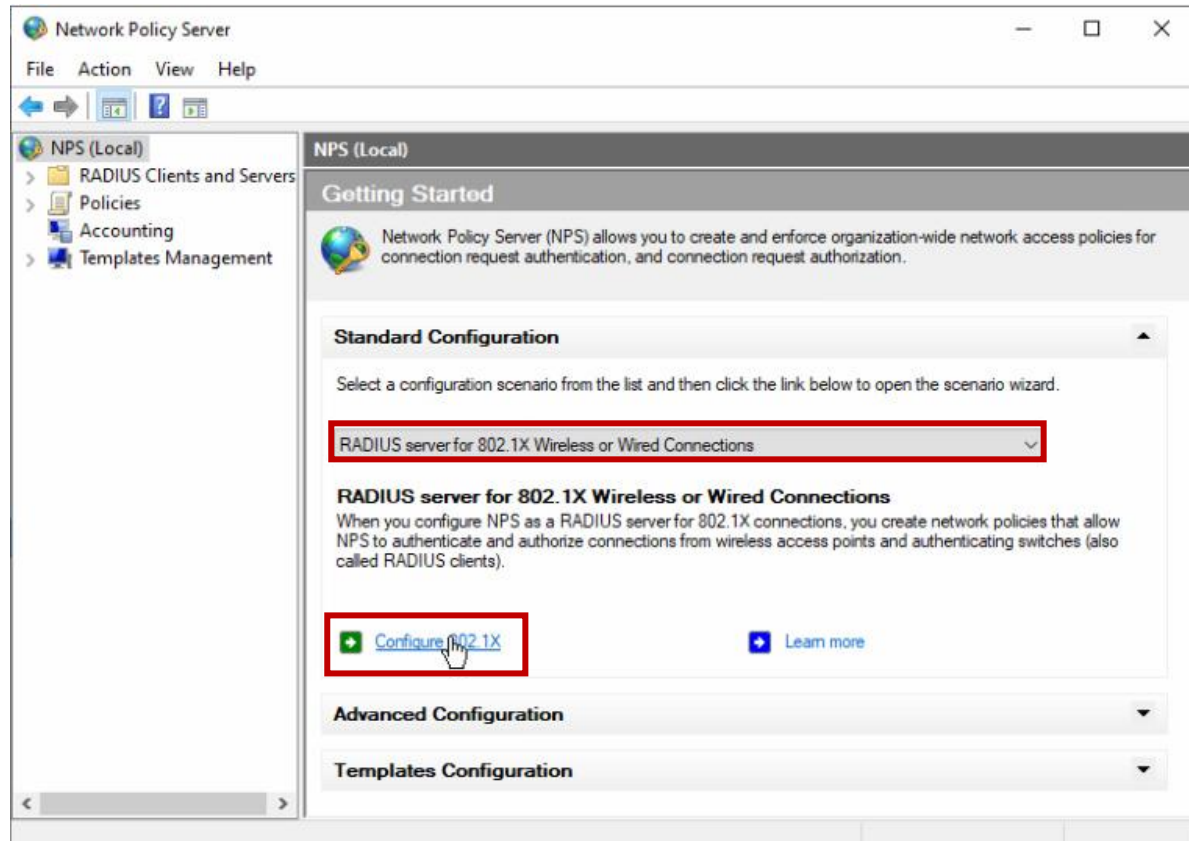 Network Policy Server
File Action View Help
NPS (Local)
RADIUS Clients and Servers
Policies
Accounting
Templates Management
NPS (Local)
Getting Started
Network Policy Server (NPS) allows you to create and enforce organization-wide network access policies for
connection request authentication, and connection request authorization.
Standard Configuration
Select a configuration scenario from the list and then click the link below to open the scenario wizard.
RADIUS server for 802.1X Wireless or Wired Connections
RADIUS server for 802.1X Wireless or Wired Connections
When you configure NPS as a RADIUS server for 802.1X connections, you create network policies that allow
NPS to authenticate and authorize connections from wireless access points and authenticating switches (also
called RADIUS clients).
Configure 802.1X
Learn more
Advanced Configuration
Templates Configuration